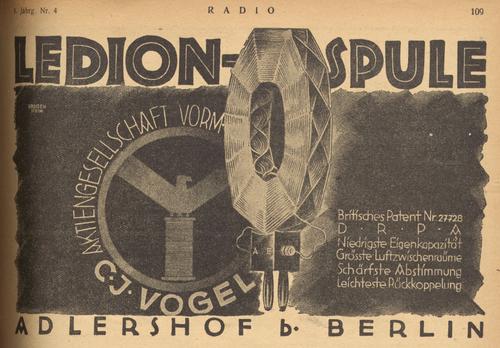 1. Jahrg. Nr. 4 RADIO 109
LEDION-SPULE
AKTIENGESELLSCHAFT VORM
C. J. VOGEL
A E
Britisches Patent Nr. 27728
D. R. P. A
Niedrigste Eigenkapazität
Grösste Luftzwischenräume
Schärfste Abstimmung
Leichteste Rückkoppelung
ADLERSHOF b. BERLIN